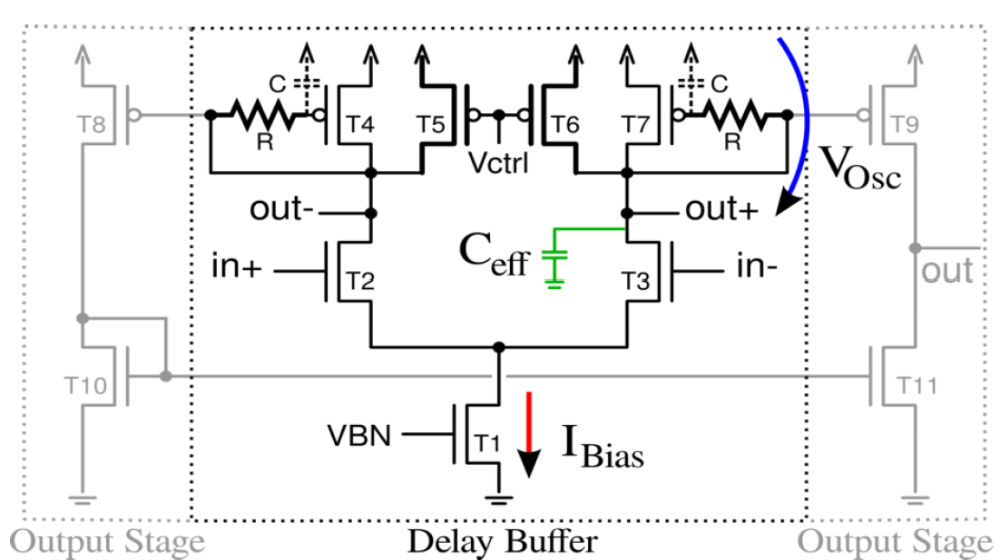 C
C
T8
R
T4
T5
T6
T7
R
T9
Vctrl
VOsc
out-
out+
in+
T2
Ceff
T3
in-
out
T10
T11
VBN
T1
IBias
Output Stage
Delay Buffer
Output Stage